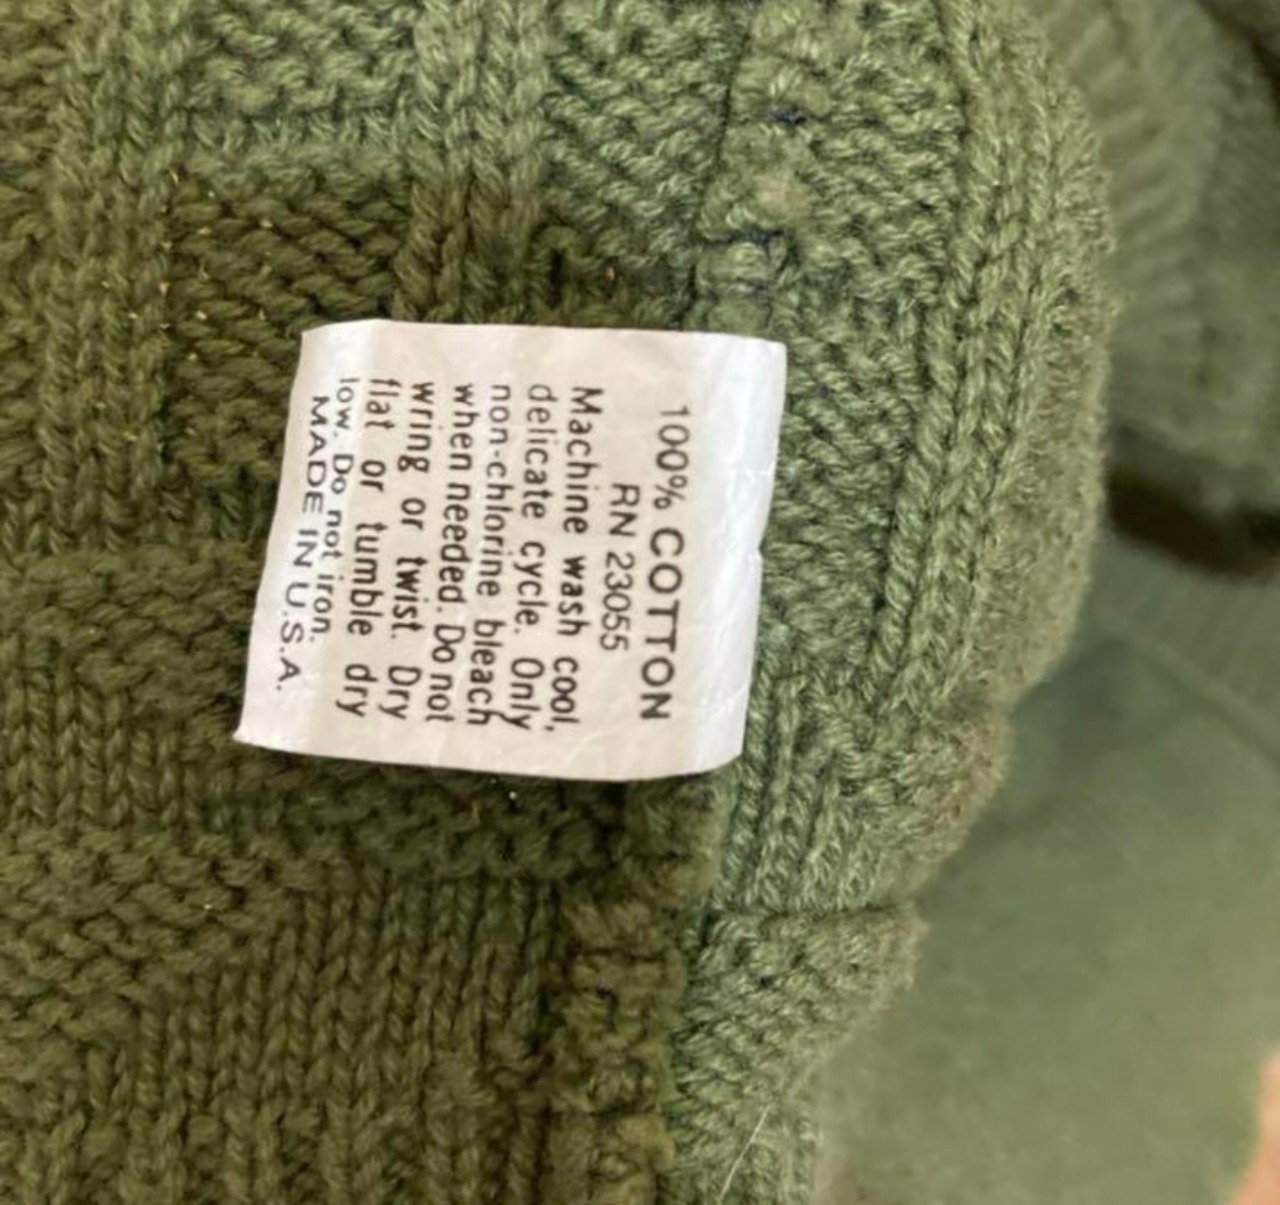 100% COTTON
RN 23055
Machine wash cool,
delicate cycle. Only
non-chlorine bleach
when needed. Do not
wring or twist. Dry
flat or tumble dry
low. Do not iron.
MADE IN U.S.A.